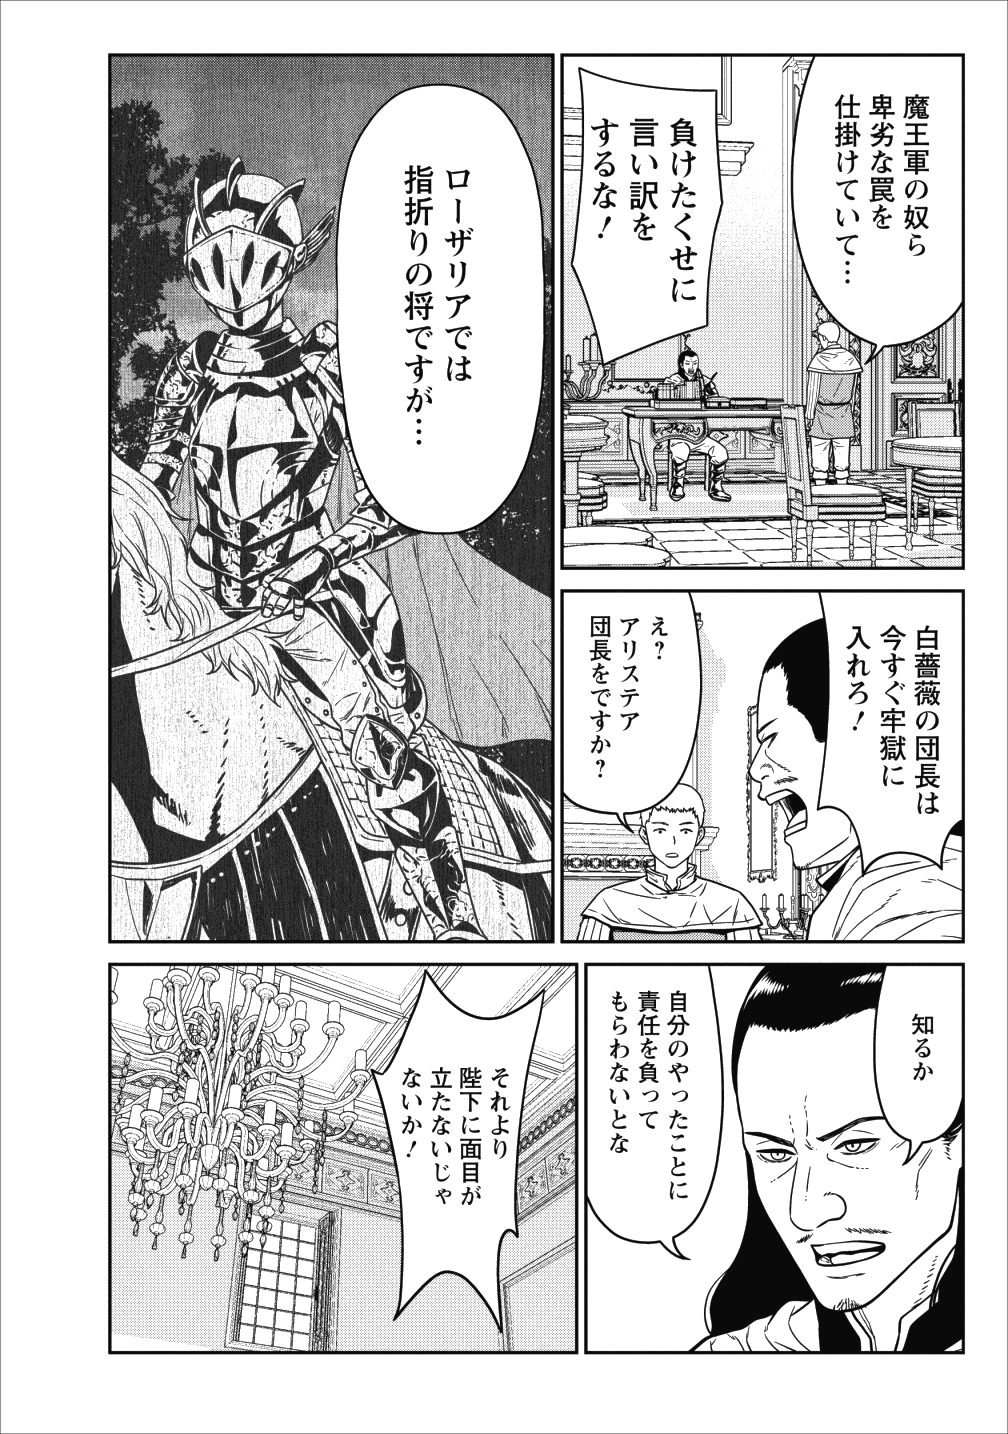 魔王軍の奴ら
卑劣な罠を
仕掛けていて…
負けたくせに
言い訳を
するな！
白薔薇の団長は
今すぐ牢獄に
入れろ！
え？
アリステア
団長をですか？
ローザリアでは
指折りの将ですが…
知るか
自分のやったことに
責任を負って
もらわないとな
それより
陛下に面目が
立たないじゃ
ないか！